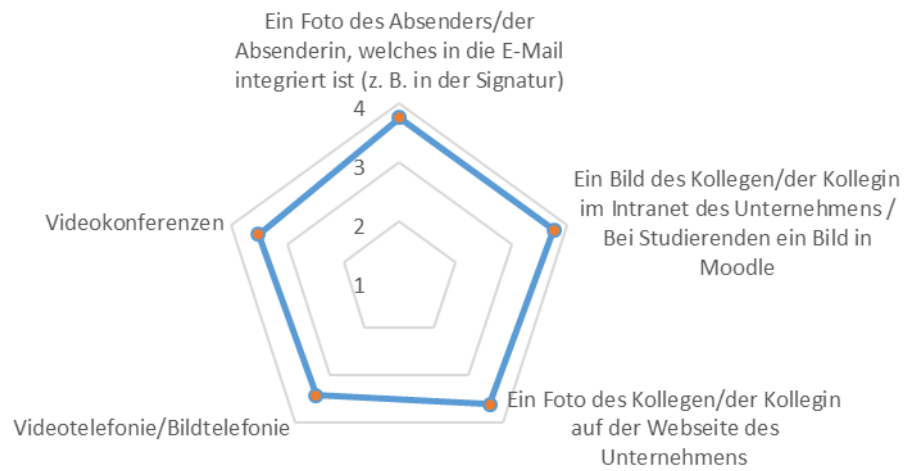 Ein Foto des Absenders/der
Absenderin, welches in die E-Mail
integriert ist (z. B. in der Signatur)
4
3
2
1
Ein Bild des Kollegen/der Kollegin
im Intranet des Unternehmens /
Bei Studierenden ein Bild in
Moodle
Ein Foto des Kollegen/der Kollegin
auf der Webseite des
Unternehmens
Videotelefonie/Bildtelefonie
Videokonferenzen